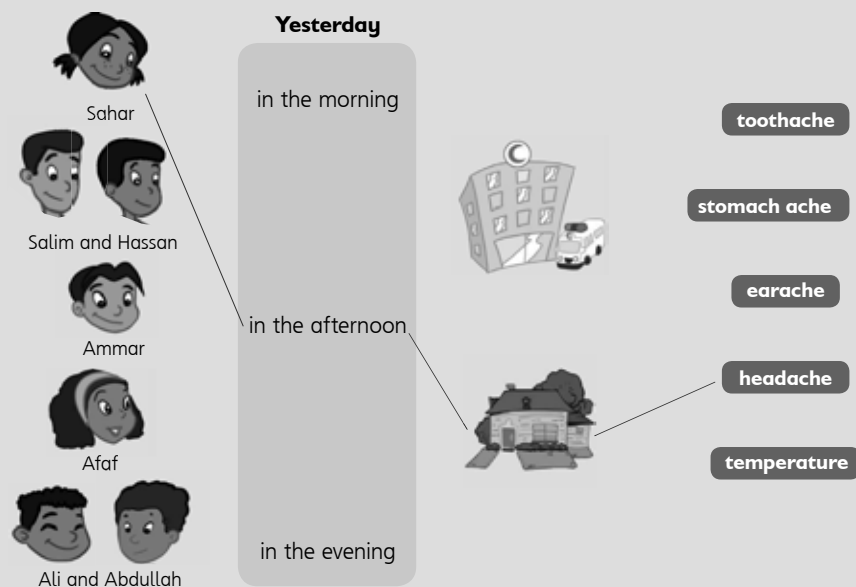 Yesterday
Sahar
Salim and Hassan
Ammar
Afaf
Ali and Abdullah
in the morning
in the afternoon
in the evening
toothache
stomach ache
earache
headache
temperature